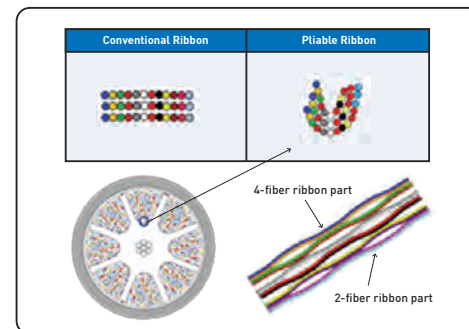 Conventional Ribbon
Pliable Ribbon
4-fiber ribbon part
2-fiber ribbon part